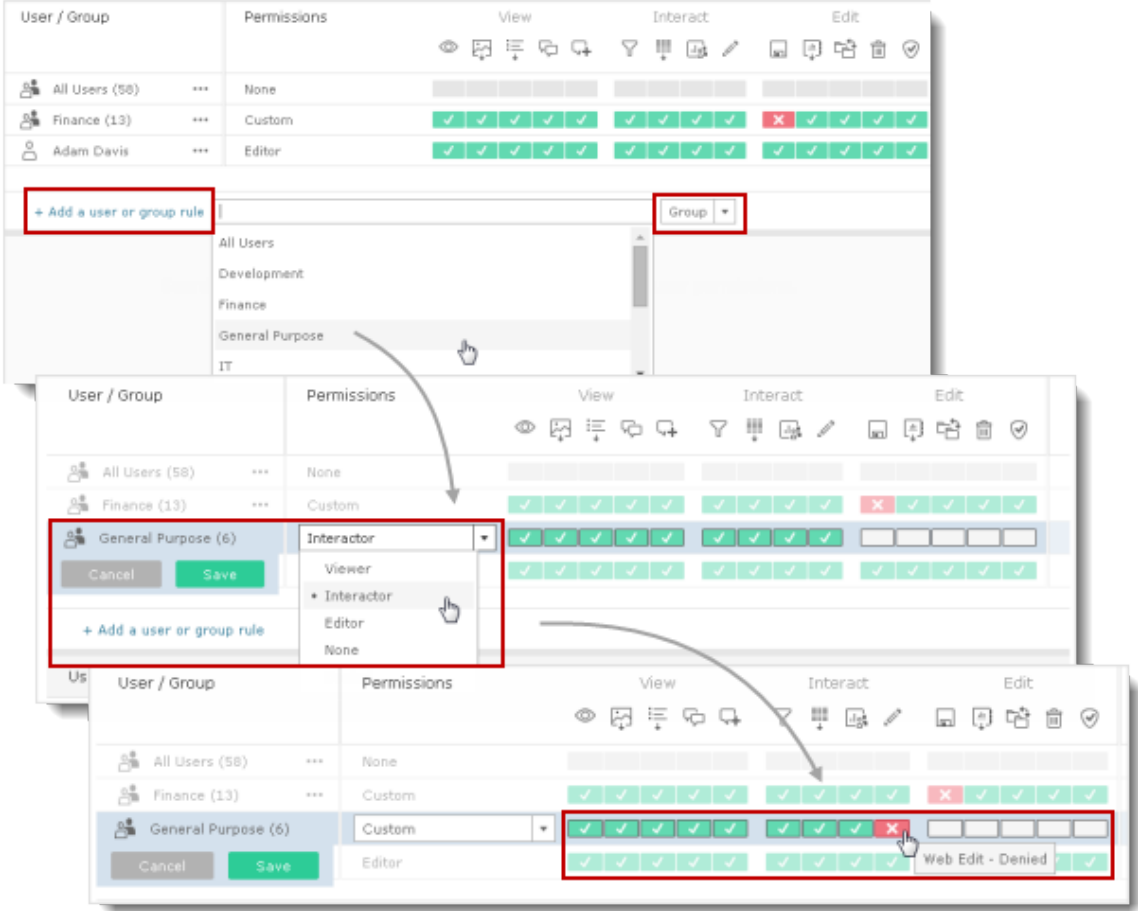 User / Group Permissions View Interact Edit
All Users (58) ••• None
Finance (13) ••• Custom
Adam Davis ••• Editor
+ Add a user or group rule Group
All Users
Development
Finance
General Purpose
IT
User / Group Permissions View Interact Edit
All Users (58) ••• None
Finance (13) ••• Custom
General Purpose (6) Interactor
Cancel Save Viewer
• Interactor
Editor
+ Add a user or group rule
None
Us
User / Group Permissions View Interact Edit
All Users (58) ••• None
Finance (13) ••• Custom
General Purpose (6) Custom
Cancel Save Editor Web Edit - Denied